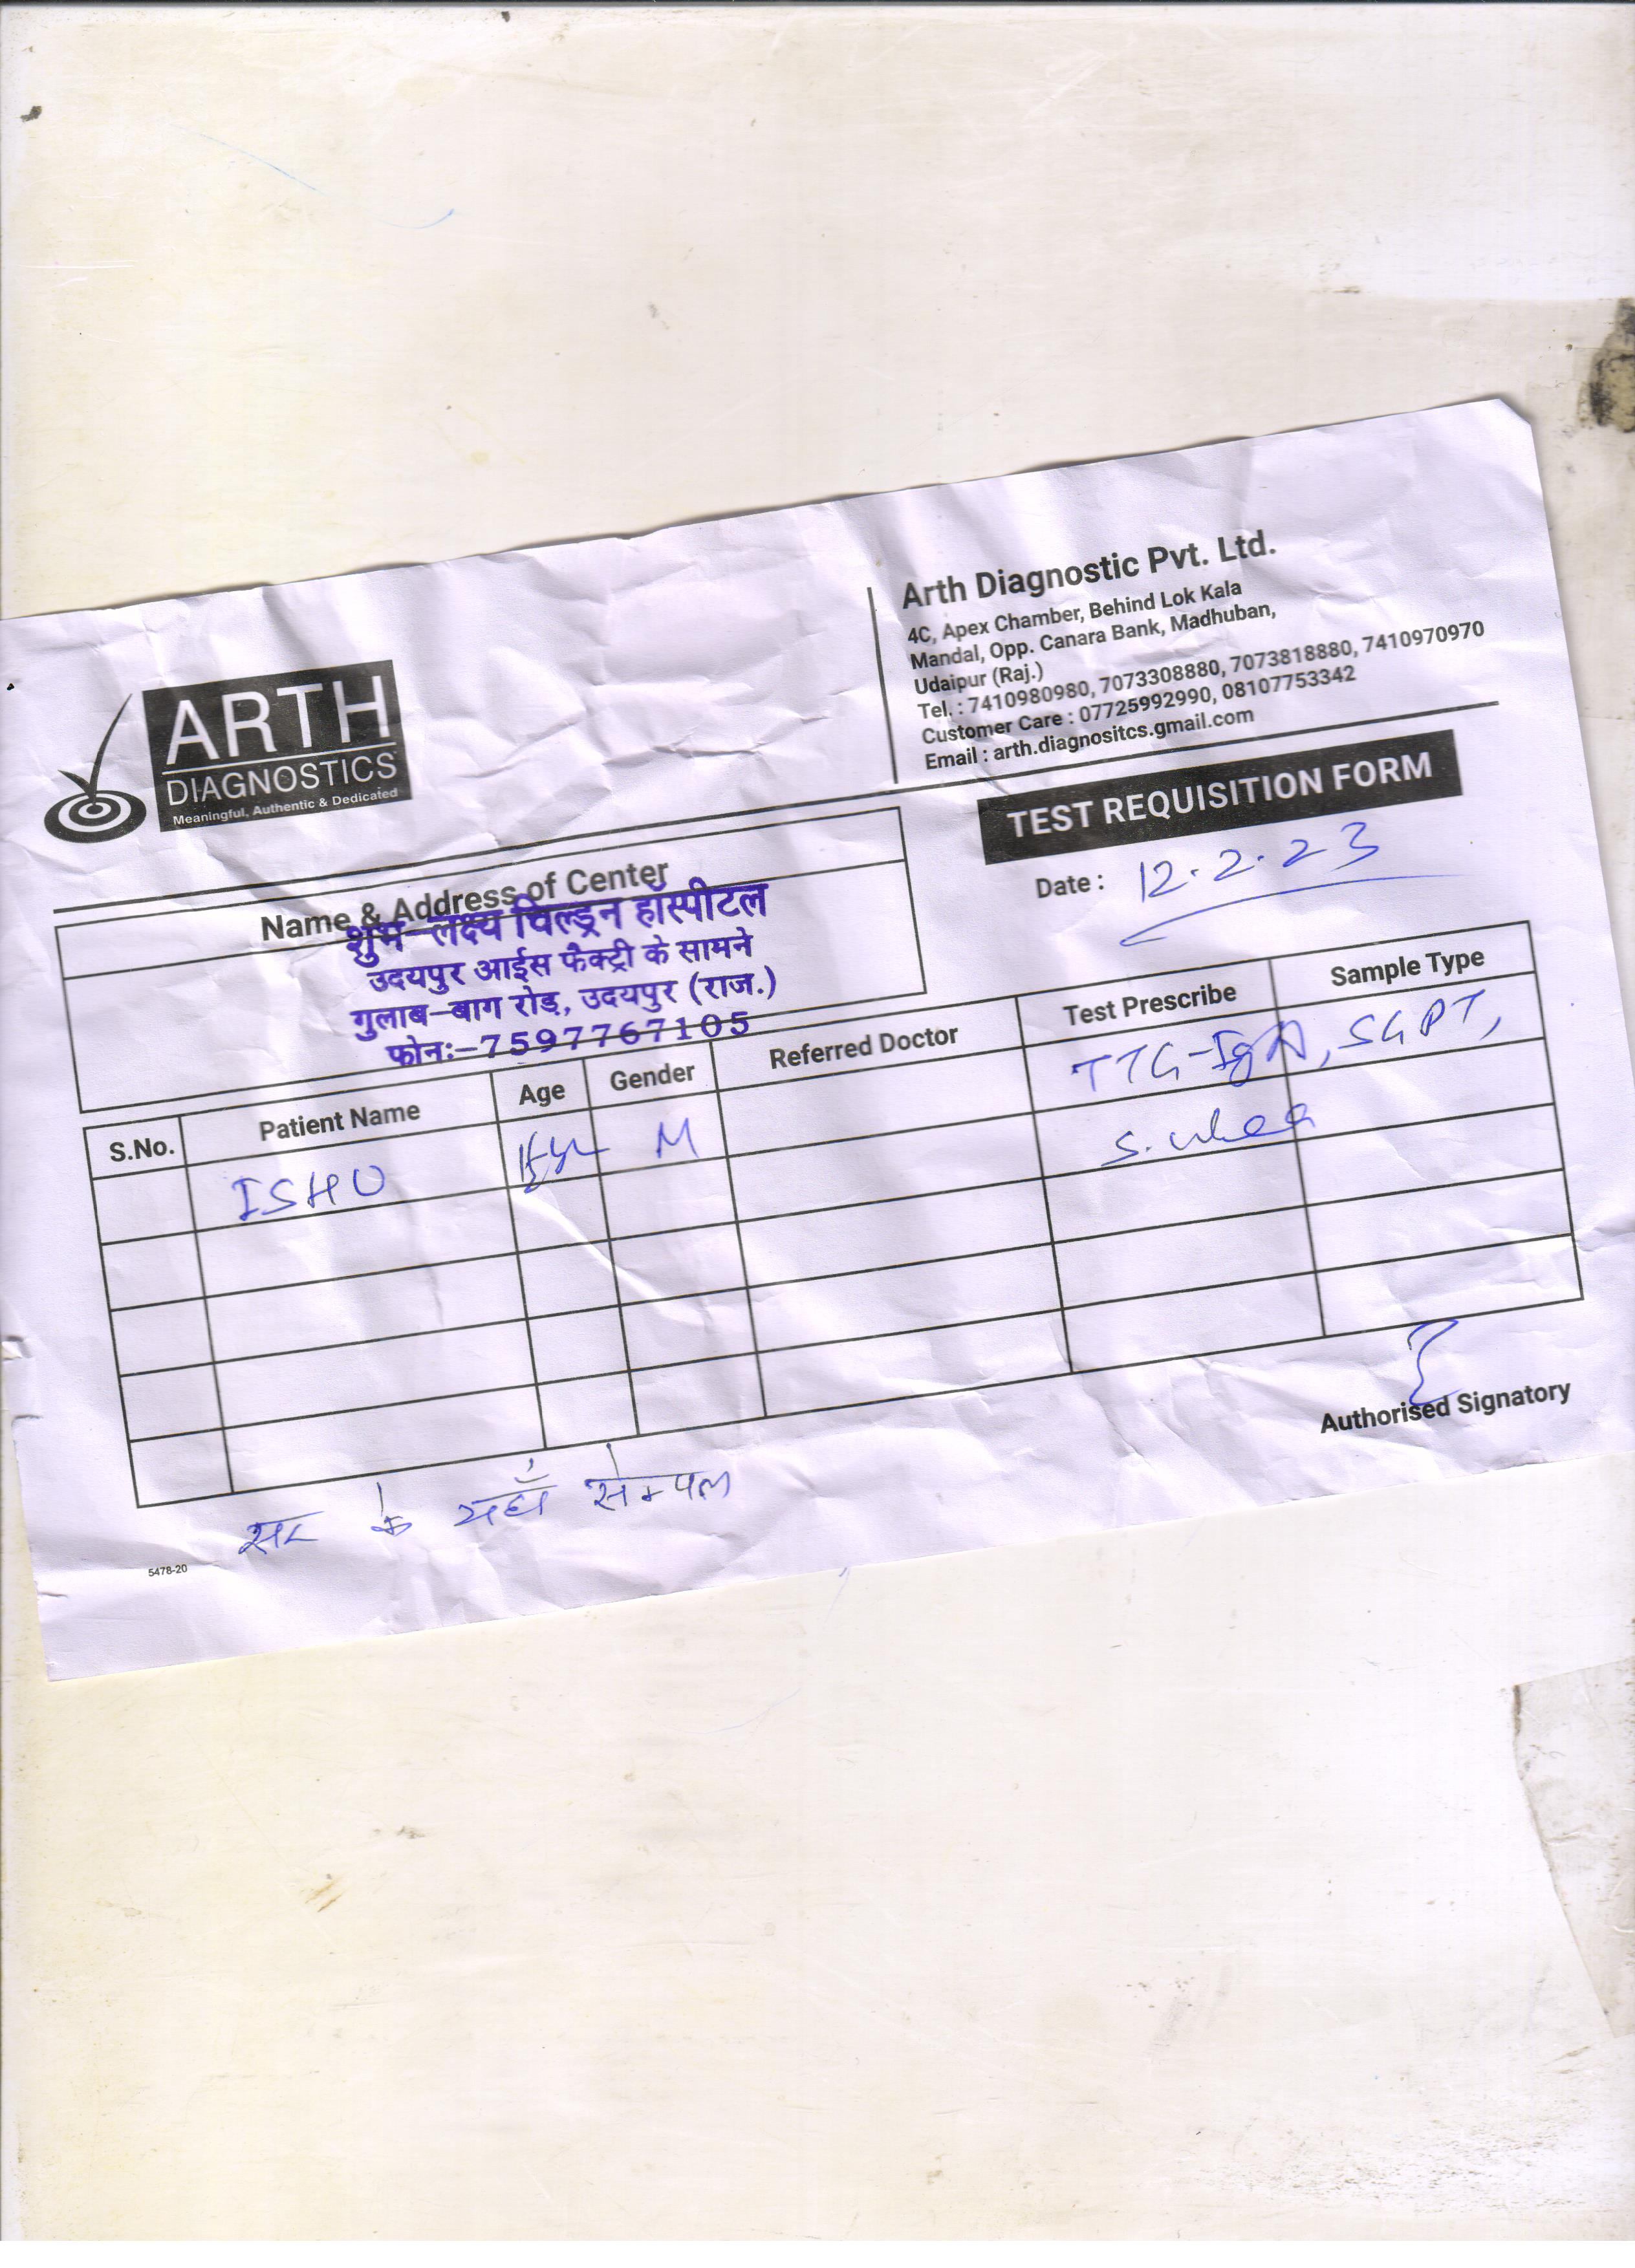 ARTH
DIAGNOSTICS
Meaningful, Authentic & Dedicated
Arth Diagnostic Pvt. Ltd.
4C, Apex Chamber, Behind Lok Kala
Mandal, Opp. Canara Bank, Madhuban,
Udaipur (Raj.)
Tel. : 7410980980, 7073308880, 7073818880, 7410970970
Customer Care : 07725992990, 08107753342
Email : arth.diagnositcs.gmail.com
TEST REQUISITION FORM
Date : 12.2.23
Name & Address of Center
शुभ-लक्ष्य चिल्ड्रन हॉस्पीटल
उदयपुर आईस फेक्ट्री के सामने
गुलाब-बाग रोड़, उदयपुर (राज.)
फोन:-7597767105
S.No. Patient Name Age Gender Referred Doctor Test Prescribe Sample Type
ISHU M TTG-IgA, SGPT,
S. Urea
Authorised Signatory
सर के यहाँ सेम्पल
5478-20